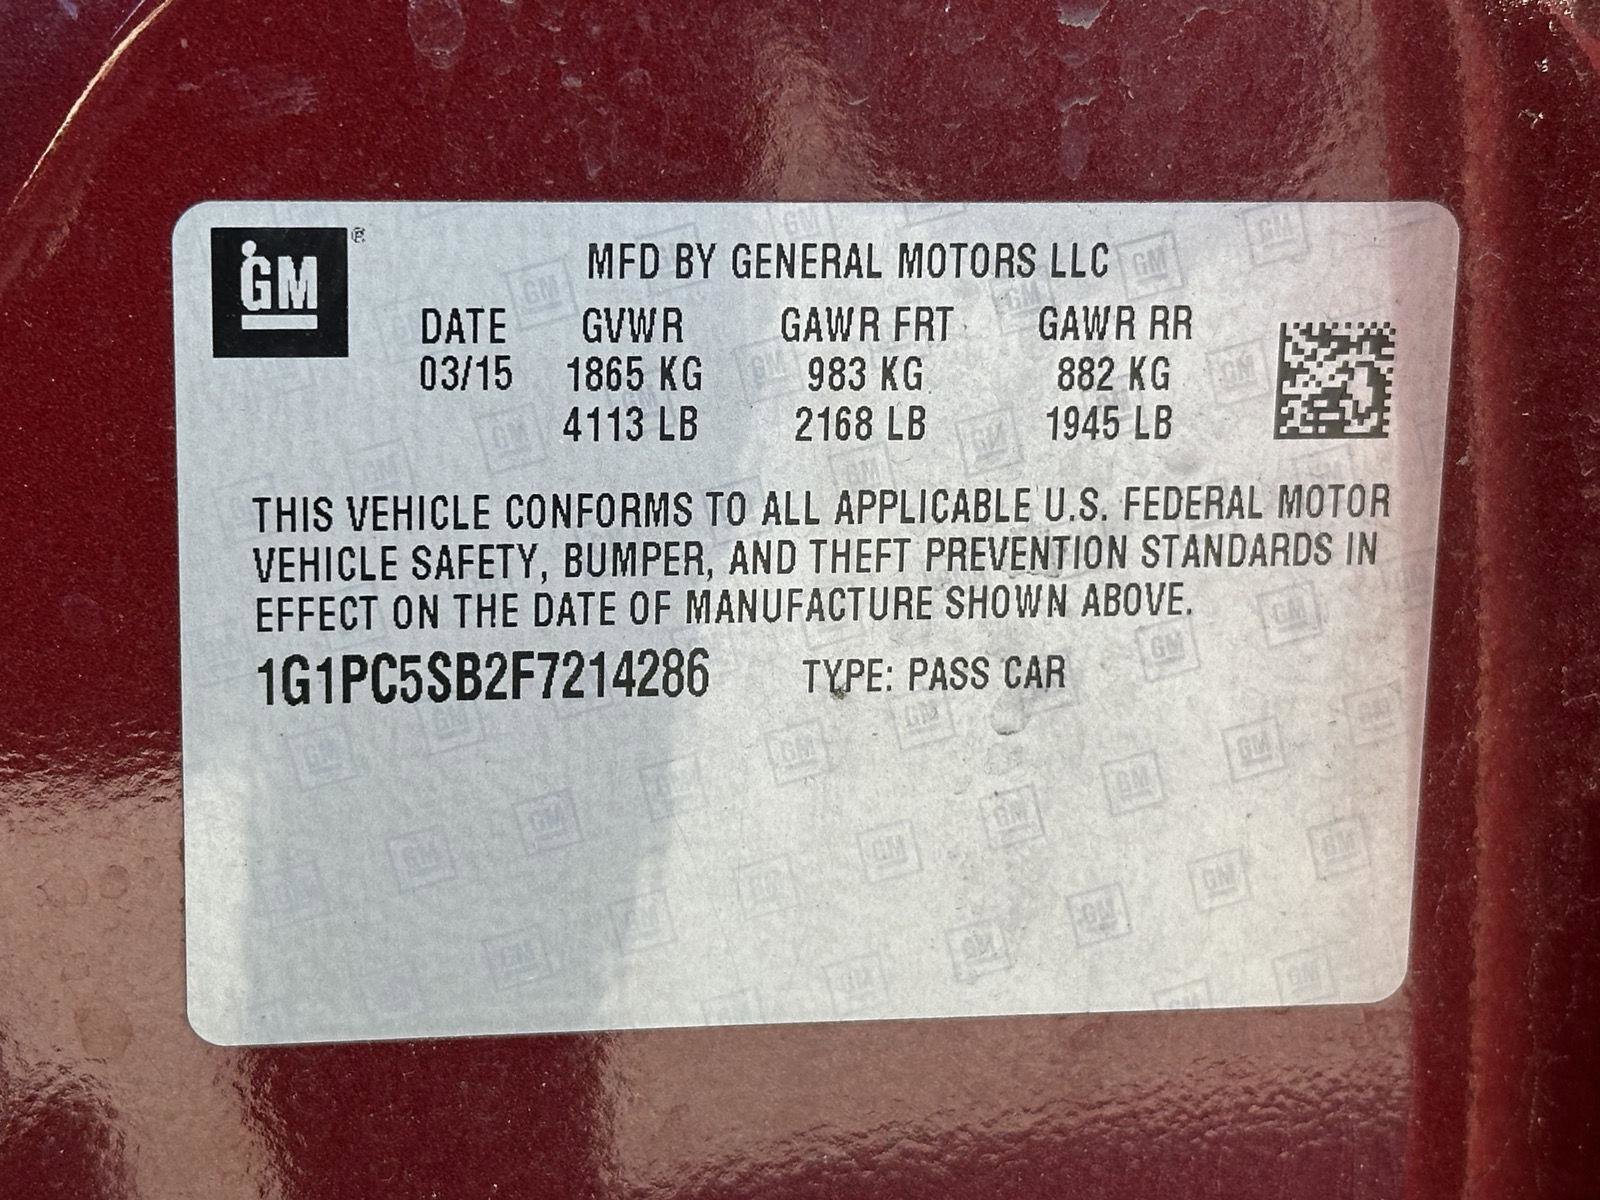 GM®
MFD BY GENERAL MOTORS LLC
DATE GVWR GAWR FRT GAWR RR
03/15 1865 KG 983 KG 882 KG
4113 LB 2168 LB 1945 LB
THIS VEHICLE CONFORMS TO ALL APPLICABLE U.S. FEDERAL MOTOR
VEHICLE SAFETY, BUMPER, AND THEFT PREVENTION STANDARDS IN
EFFECT ON THE DATE OF MANUFACTURE SHOWN ABOVE.
1G1PC5SB2F7214286 TYPE: PASS CAR